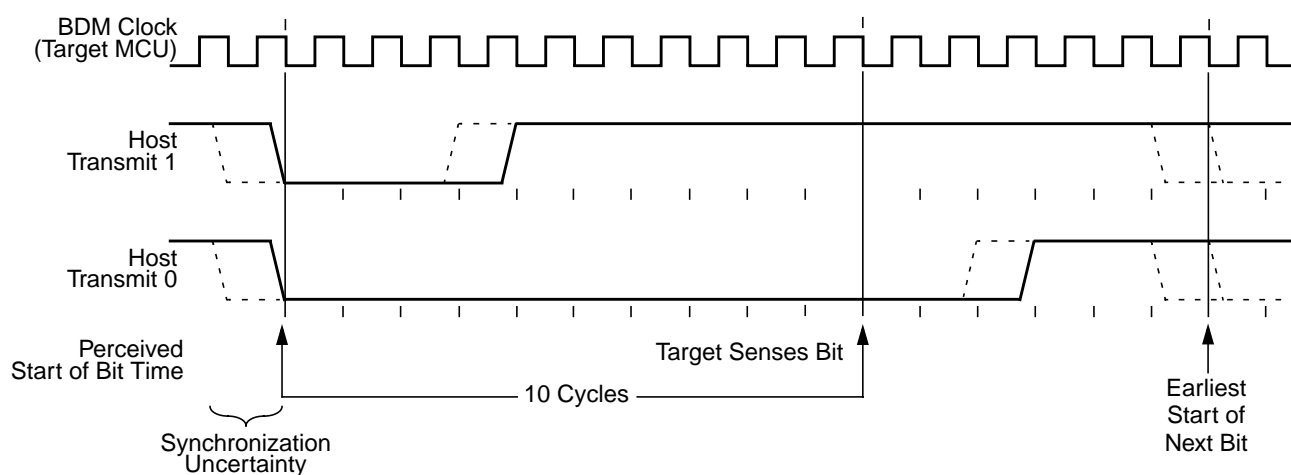 BDM Clock
(Target MCU)
Host
Transmit 1
Host
Transmit 0
Perceived
Start of Bit Time
Target Senses Bit
10 Cycles
Earliest
Start of
Next Bit
Synchronization
Uncertainty